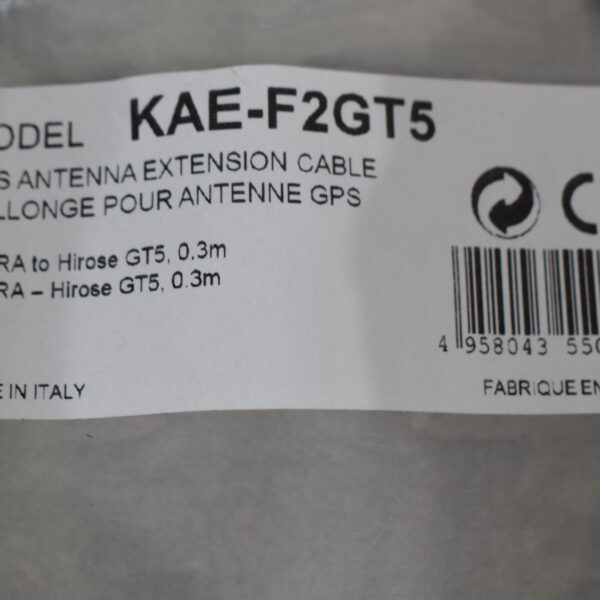 ODEL KAE-F2GT5
S ANTENNA EXTENSION CABLE
LLONGE POUR ANTENNE GPS
RA to Hirose GT5, 0.3m
RA – Hirose GT5, 0.3m
4 958043 550
E IN ITALY
FABRIQUE EN